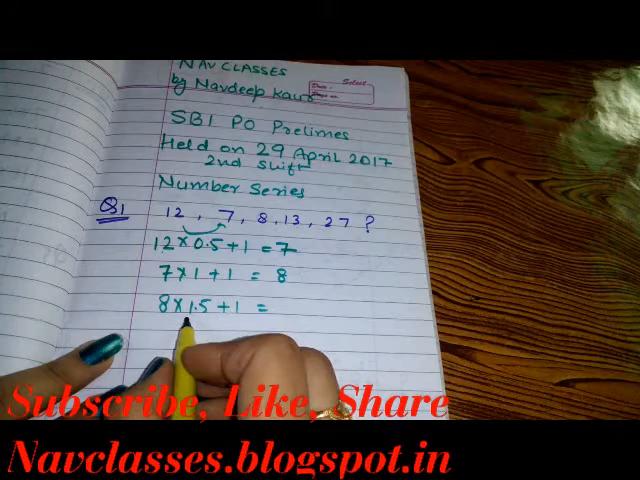 NAV CLASSES
by Navdeep Kaur
Select
SBI PO Prelimes
Held on 29 April 2017
2nd Shift
Number Series
Q1 12, 7, 8, 13, 27 ?
12 × 0.5 + 1 = 7
7 × 1 + 1 = 8
8 × 1.5 + 1 =
Subscribe, Like, Share
Navclasses.blogspot.in